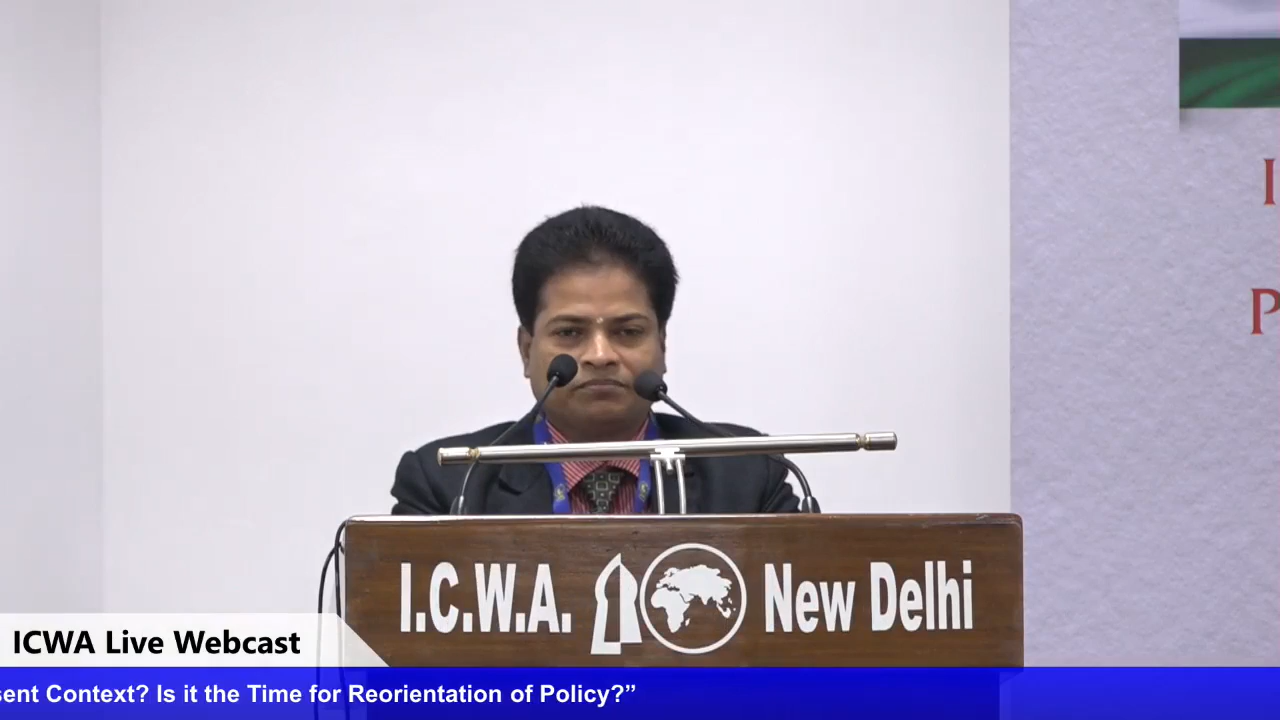 I
P
I.C.W.A. New Delhi
ICWA Live Webcast
sent Context? Is it the Time for Reorientation of Policy?”